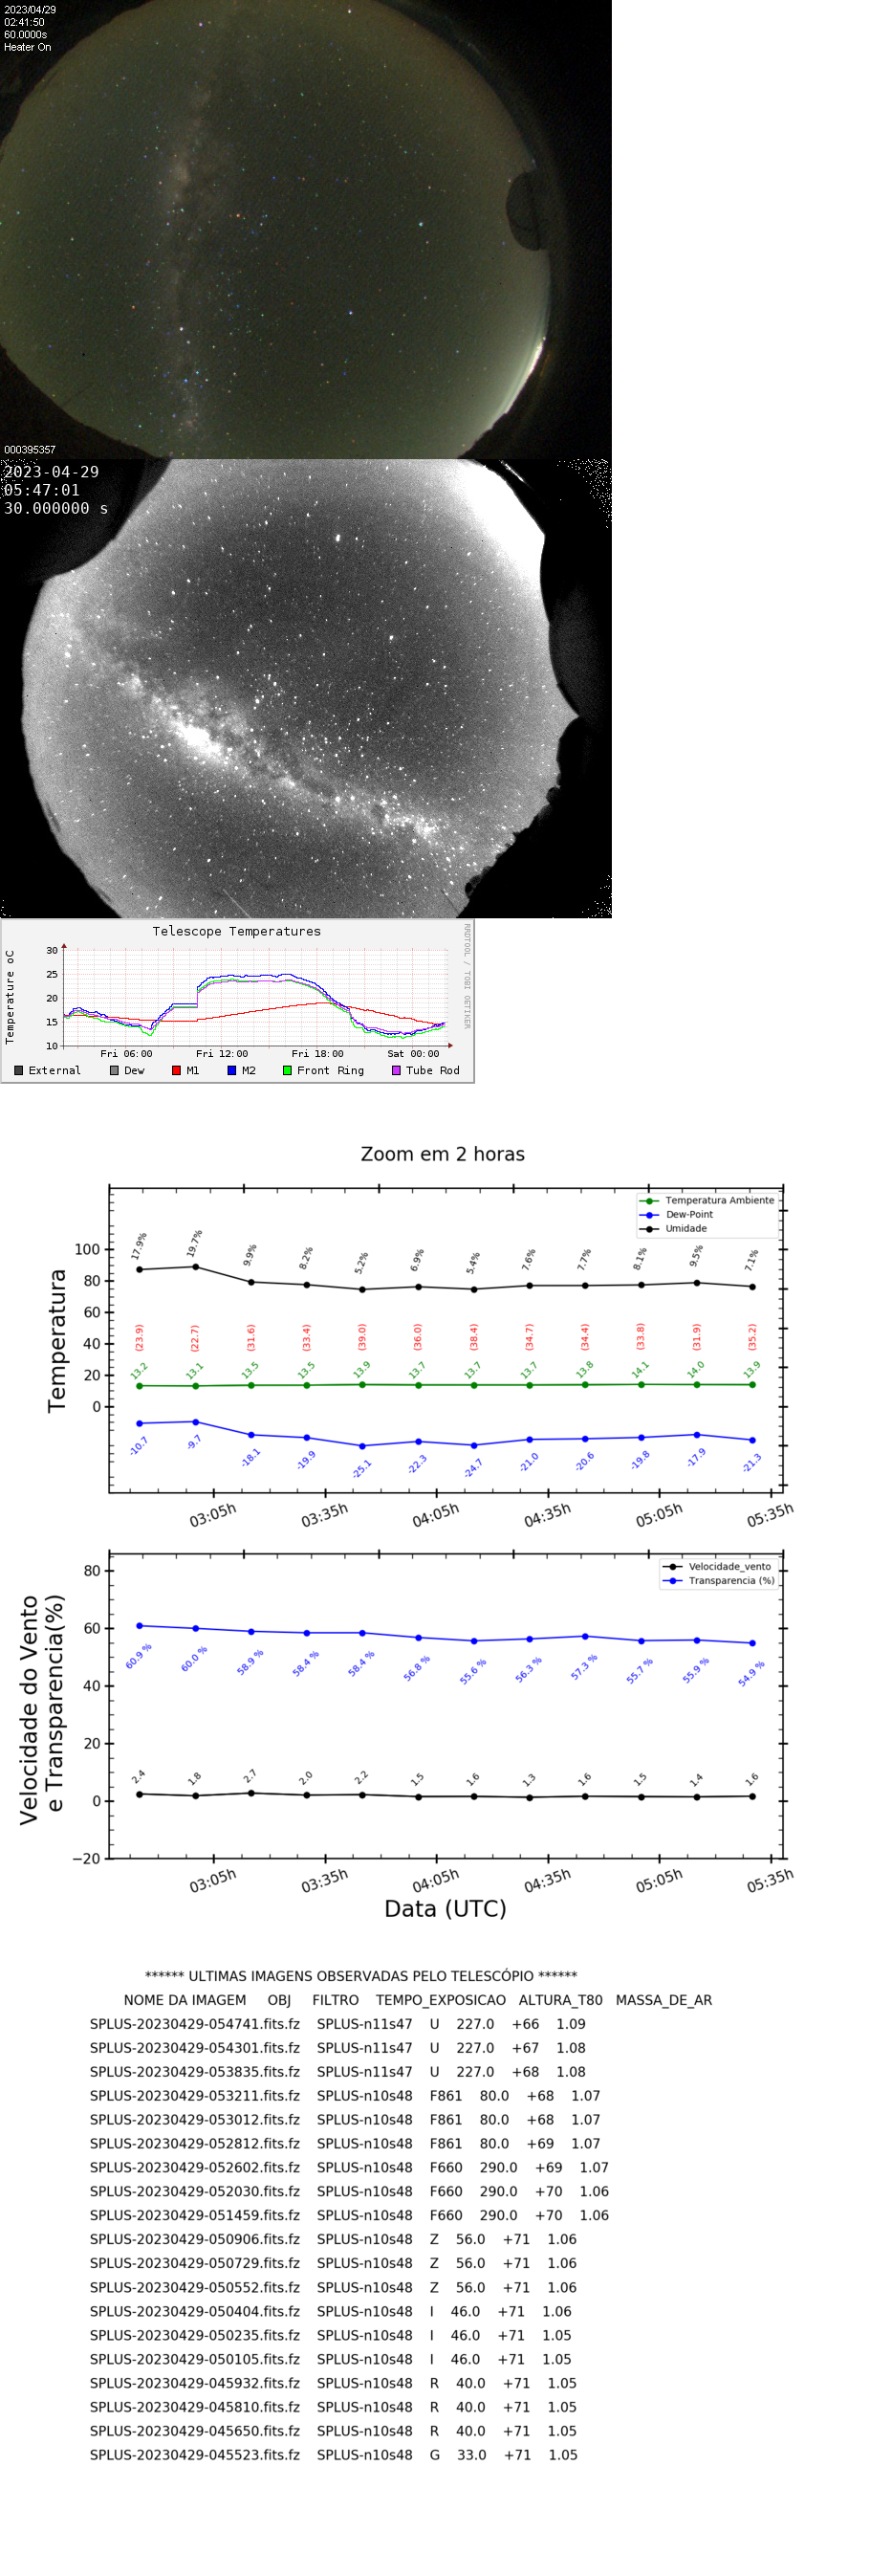 2023/04/29
02:41:50
60.0000s
Heater On
000395357
2023-04-29
05:47:01
30.000000 s
Telescope Temperatures
RRDTOOL / TOBI OETIKER
Temperature oC
30
25
20
15
10
Fri 06:00 Fri 12:00 Fri 18:00 Sat 00:00
External Dew M1 M2 Front Ring Tube Rod
Zoom em 2 horas
Temperatura Ambiente
Dew-Point
Umidade
Temperatura
100
80
60
40
20
0
17.9% 19.7% 9.9% 8.2% 5.2% 6.9% 5.4% 7.6% 7.7% 8.1% 9.5% 7.1%
(23.9) (22.7) (31.6) (33.4) (39.0) (36.0) (38.4) (34.7) (34.4) (33.8) (31.9) (35.2)
13.2 13.1 13.5 13.5 13.9 13.7 13.7 13.7 13.8 14.1 14.0 13.9
-10.7 -9.7 -18.1 -19.9 -25.1 -22.3 -24.7 -21.0 -20.6 -19.8 -17.9 -21.3
03:05h 03:35h 04:05h 04:35h 05:05h 05:35h
Velocidade_vento
Transparencia (%)
Velocidade do Vento
e Transparencia(%)
80
60
40
20
0
−20
60.9 % 60.0 % 58.9 % 58.4 % 58.4 % 56.8 % 55.6 % 56.3 % 57.3 % 55.7 % 55.9 % 54.9 %
2.4 1.8 2.7 2.0 2.2 1.5 1.6 1.3 1.6 1.5 1.4 1.6
03:05h 03:35h 04:05h 04:35h 05:05h 05:35h
Data (UTC)
****** ULTIMAS IMAGENS OBSERVADAS PELO TELESCÓPIO ******
NOME DA IMAGEM OBJ FILTRO TEMPO_EXPOSICAO ALTURA_T80 MASSA_DE_AR
SPLUS-20230429-054741.fits.fz SPLUS-n11s47 U 227.0 +66 1.09
SPLUS-20230429-054301.fits.fz SPLUS-n11s47 U 227.0 +67 1.08
SPLUS-20230429-053835.fits.fz SPLUS-n11s47 U 227.0 +68 1.08
SPLUS-20230429-053211.fits.fz SPLUS-n10s48 F861 80.0 +68 1.07
SPLUS-20230429-053012.fits.fz SPLUS-n10s48 F861 80.0 +68 1.07
SPLUS-20230429-052812.fits.fz SPLUS-n10s48 F861 80.0 +69 1.07
SPLUS-20230429-052602.fits.fz SPLUS-n10s48 F660 290.0 +69 1.07
SPLUS-20230429-052030.fits.fz SPLUS-n10s48 F660 290.0 +70 1.06
SPLUS-20230429-051459.fits.fz SPLUS-n10s48 F660 290.0 +70 1.06
SPLUS-20230429-050906.fits.fz SPLUS-n10s48 Z 56.0 +71 1.06
SPLUS-20230429-050729.fits.fz SPLUS-n10s48 Z 56.0 +71 1.06
SPLUS-20230429-050552.fits.fz SPLUS-n10s48 Z 56.0 +71 1.06
SPLUS-20230429-050404.fits.fz SPLUS-n10s48 I 46.0 +71 1.06
SPLUS-20230429-050235.fits.fz SPLUS-n10s48 I 46.0 +71 1.05
SPLUS-20230429-050105.fits.fz SPLUS-n10s48 I 46.0 +71 1.05
SPLUS-20230429-045932.fits.fz SPLUS-n10s48 R 40.0 +71 1.05
SPLUS-20230429-045810.fits.fz SPLUS-n10s48 R 40.0 +71 1.05
SPLUS-20230429-045650.fits.fz SPLUS-n10s48 R 40.0 +71 1.05
SPLUS-20230429-045523.fits.fz SPLUS-n10s48 G 33.0 +71 1.05